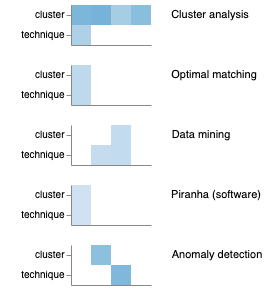 cluster Cluster analysis
technique
cluster Optimal matching
technique
cluster Data mining
technique
cluster Piranha (software)
technique
cluster Anomaly detection
technique